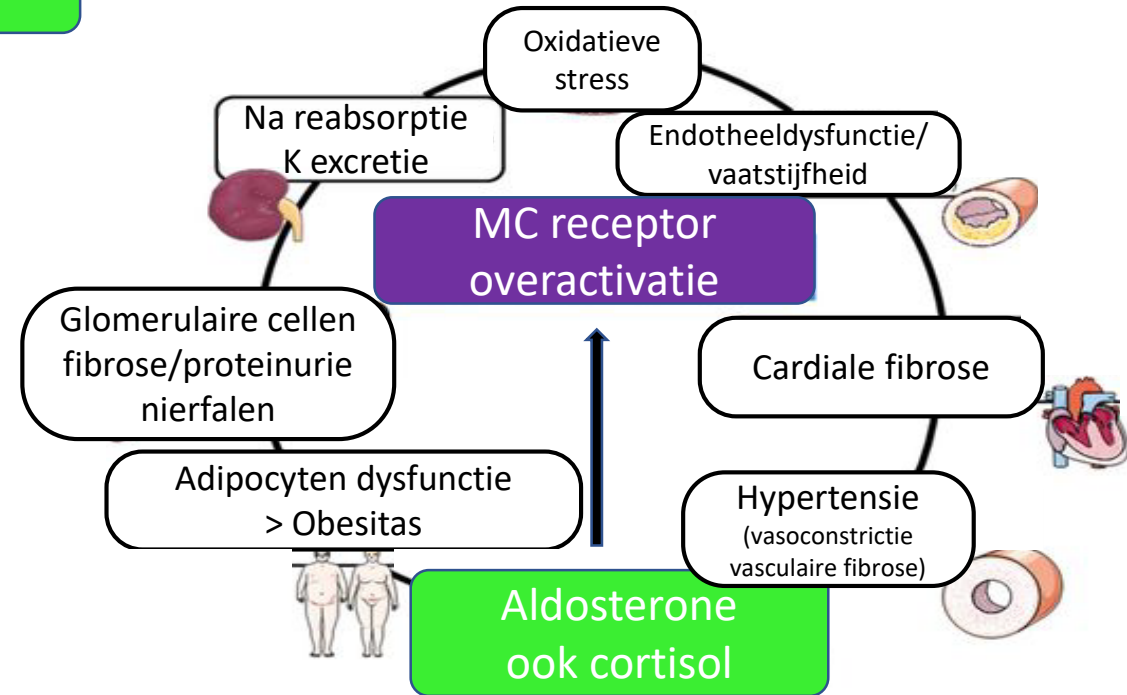 Oxidatieve
stress
Na reabsorptie
K excretie
Endotheeldysfunctie/
vaatstijfheid
MC receptor
overactivatie
Glomerulaire cellen
fibrose/proteinurie
nierfalen
Cardiale fibrose
Adipocyten dysfunctie
> Obesitas
Hypertensie
(vasoconstrictie
vasculaire fibrose)
Aldosterone
ook cortisol